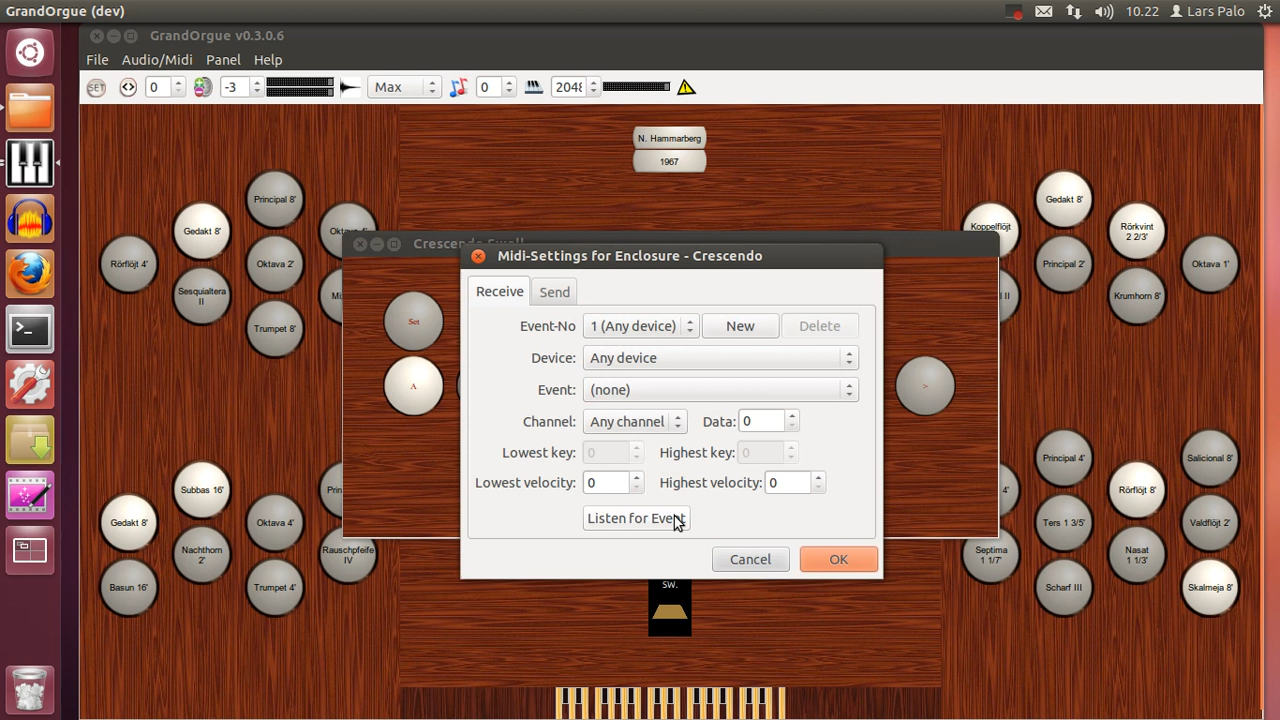 GrandOrgue (dev)
10.22
Lars Palo
GrandOrgue v0.3.0.6
File Audio/Midi Panel Help
SET
0
-3
Max
0
2048
N. Hammarberg
1967
Principal 8'
Gedakt 8'
Rörflöjt 4'
Oktava 2'
Sesquialtera
II
Trumpet 8'
Gedakt 8'
Koppelflöjt
Rörkvint
2 2/3'
Principal 2'
Oktava 1'
Krumhorn 8'
Crescendo Swell
Set
A
>
Midi-Settings for Enclosure - Crescendo
Receive
Send
Event-No
1 (Any device)
New
Delete
Device:
Any device
Event:
(none)
Channel:
Any channel
Data:
0
Lowest key:
0
Highest key:
0
Lowest velocity:
0
Highest velocity:
0
Listen for Event
Cancel
OK
Subbas 16'
Gedakt 8'
Oktava 4'
Nachthorn
2'
Rauschpfeife
IV
Basun 16'
Trumpet 4'
Principal 4'
Salicional 8'
Rörflöjt 8'
Ters 1 3/5'
Valdflöjt 2'
Septima
1 1/7'
Nasat
1 1/3'
Scharf III
Skalmeja 8'
sw.